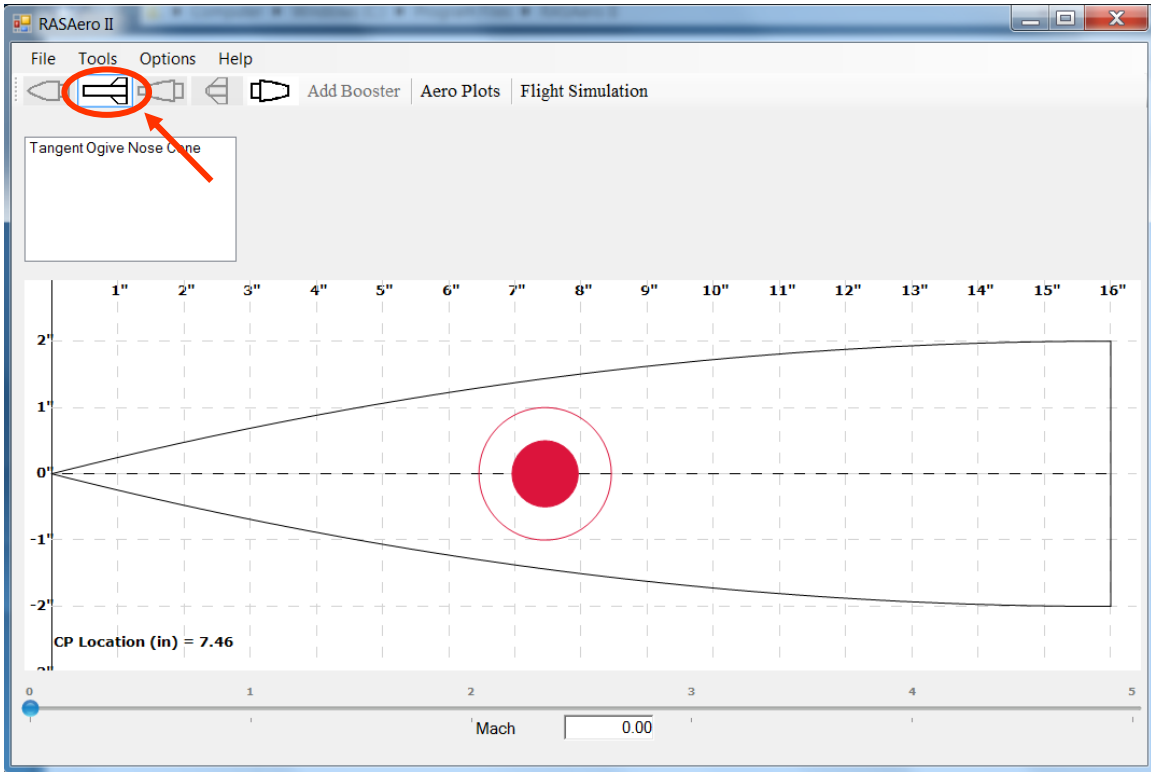 RASAero II
File Tools Options Help
Add Booster Aero Plots Flight Simulation
Tangent Ogive Nose Cone
1" 2" 3" 4" 5" 6" 7" 8" 9" 10" 11" 12" 13" 14" 15" 16"
2"
1"
0"
-1"
-2"
CP Location (in) = 7.46
0 1 2 3 4 5
Mach 0.00